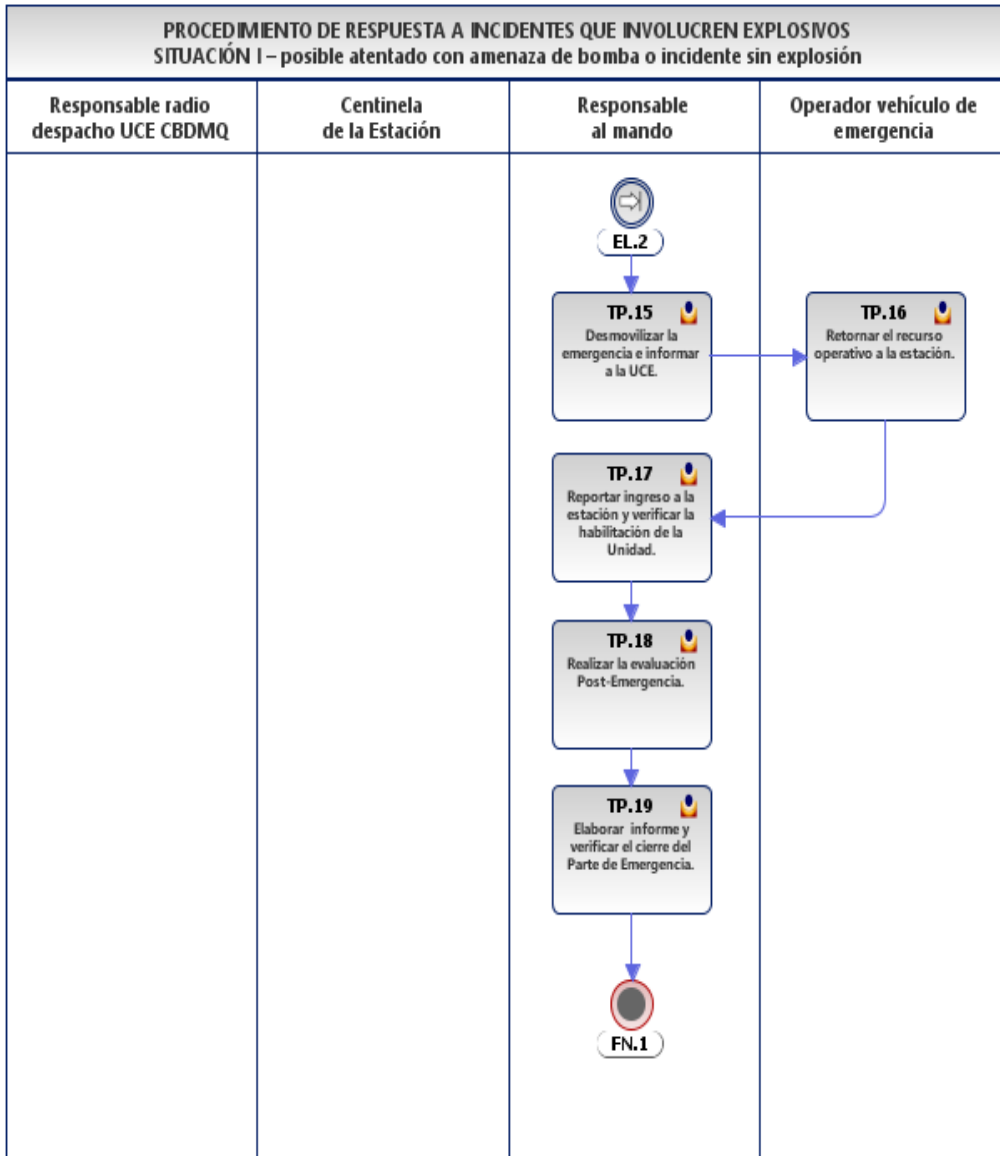 PROCEDIMIENTO DE RESPUESTA A INCIDENTES QUE INVOLUCREN EXPLOSIVOS
SITUACIÓN I – posible atentado con amenaza de bomba o incidente sin explosión
Responsable radio
despacho UCE CBDMQ
Centinela
de la Estación
Responsable
al mando
Operador vehículo de
emergencia
EL.2
TP.15
Desmovilizar la
emergencia e informar
a la UCE.
TP.16
Retornar el recurso
operativo a la estación.
TP.17
Reportar ingreso a la
estación y verificar la
habilitación de la
Unidad.
TP.18
Realizar la evaluación
Post-Emergencia.
TP.19
Elaborar informe y
verificar el cierre del
Parte de Emergencia.
FN.1